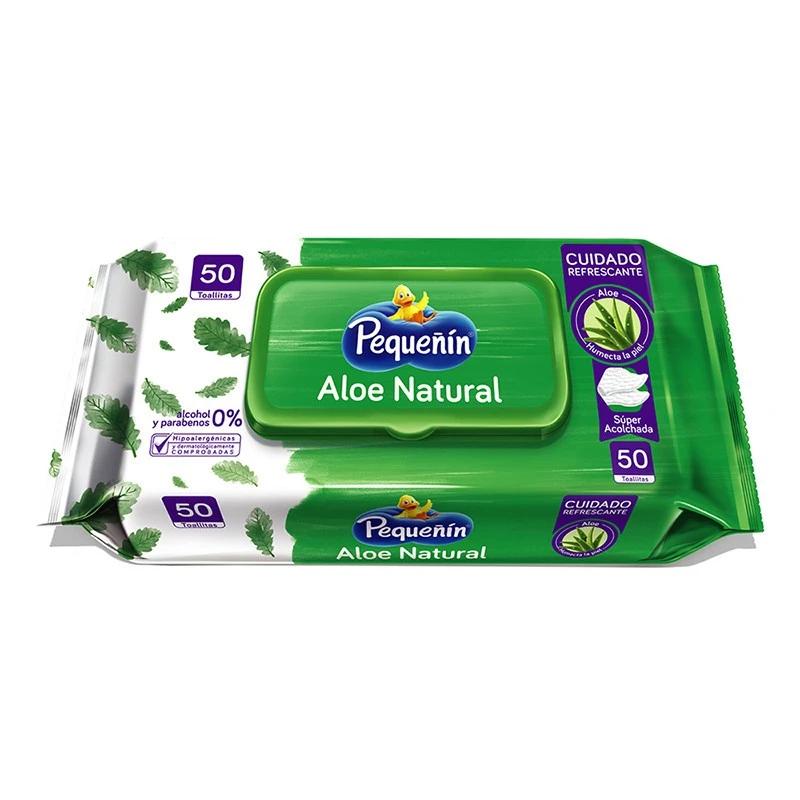 50
Toallitas
alcohol
y parabenos 0%
Hipoalergénicas
y dermatológicamente
COMPROBADAS
Pequeñín
Aloe Natural
CUIDADO
REFRESCANTE
Aloe
Humecta la piel
Súper
Acolchada
50
Toallitas
50
Toallitas
Pequeñín
Aloe Natural
CUIDADO
REFRESCANTE
Aloe
Humecta la piel